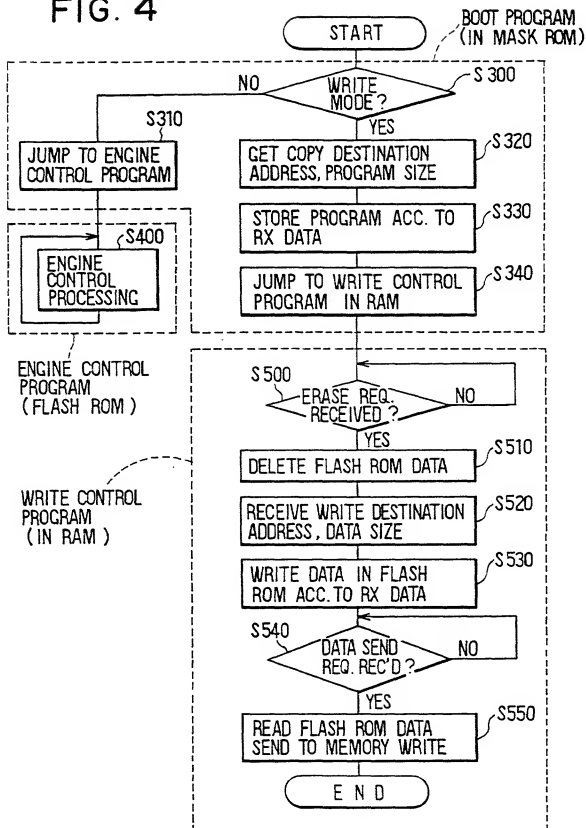 FIG. 4
BOOT PROGRAM
(IN MASK ROM)
START
S300
WRITE
MODE?
NO
YES
S310
JUMP TO ENGINE
CONTROL PROGRAM
S320
GET COPY DESTINATION
ADDRESS, PROGRAM SIZE
S330
STORE PROGRAM ACC. TO
RX DATA
S340
JUMP TO WRITE CONTROL
PROGRAM IN RAM
S400
ENGINE
CONTROL
PROCESSING
ENGINE CONTROL
PROGRAM
(FLASH ROM)
S500
ERASE REQ.
RECEIVED?
NO
YES
S510
DELETE FLASH ROM DATA
WRITE CONTROL
PROGRAM
(IN RAM)
S520
RECEIVE WRITE DESTINATION
ADDRESS, DATA SIZE
S530
WRITE DATA IN FLASH
ROM ACC. TO RX DATA
S540
DATA SEND
REQ. REC'D?
NO
YES
S550
READ FLASH ROM DATA
SEND TO MEMORY WRITE
END